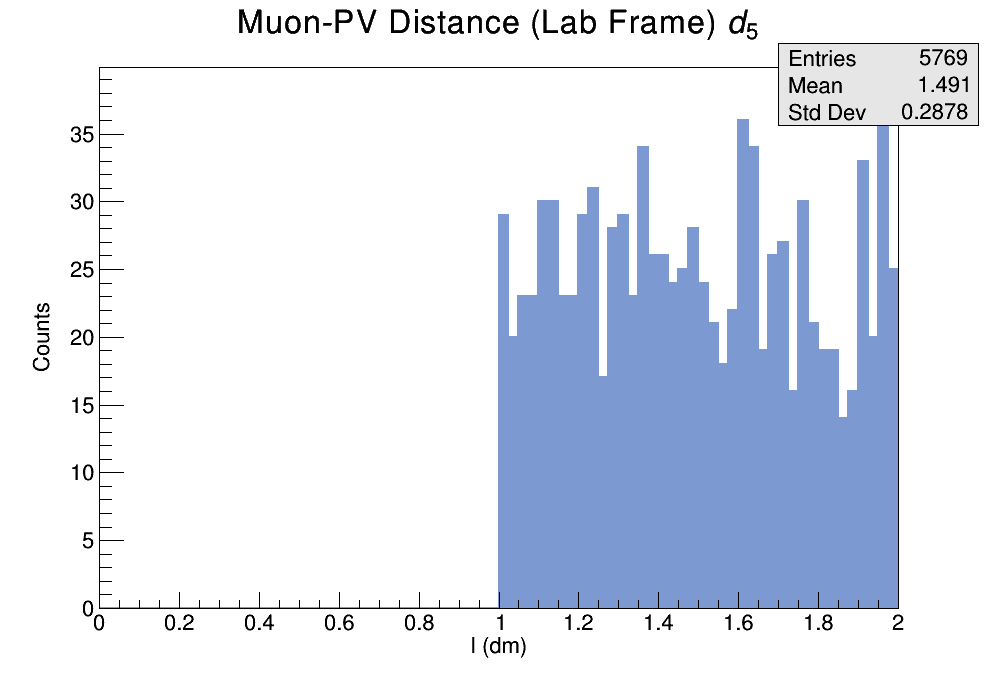 Muon-PV Distance (Lab Frame) d5
Entries 5769
Mean 1.491
Std Dev 0.2878
35
30
25
20
15
10
5
0
Counts
0 0.2 0.4 0.6 0.8 1 1.2 1.4 1.6 1.8 2
l (dm)